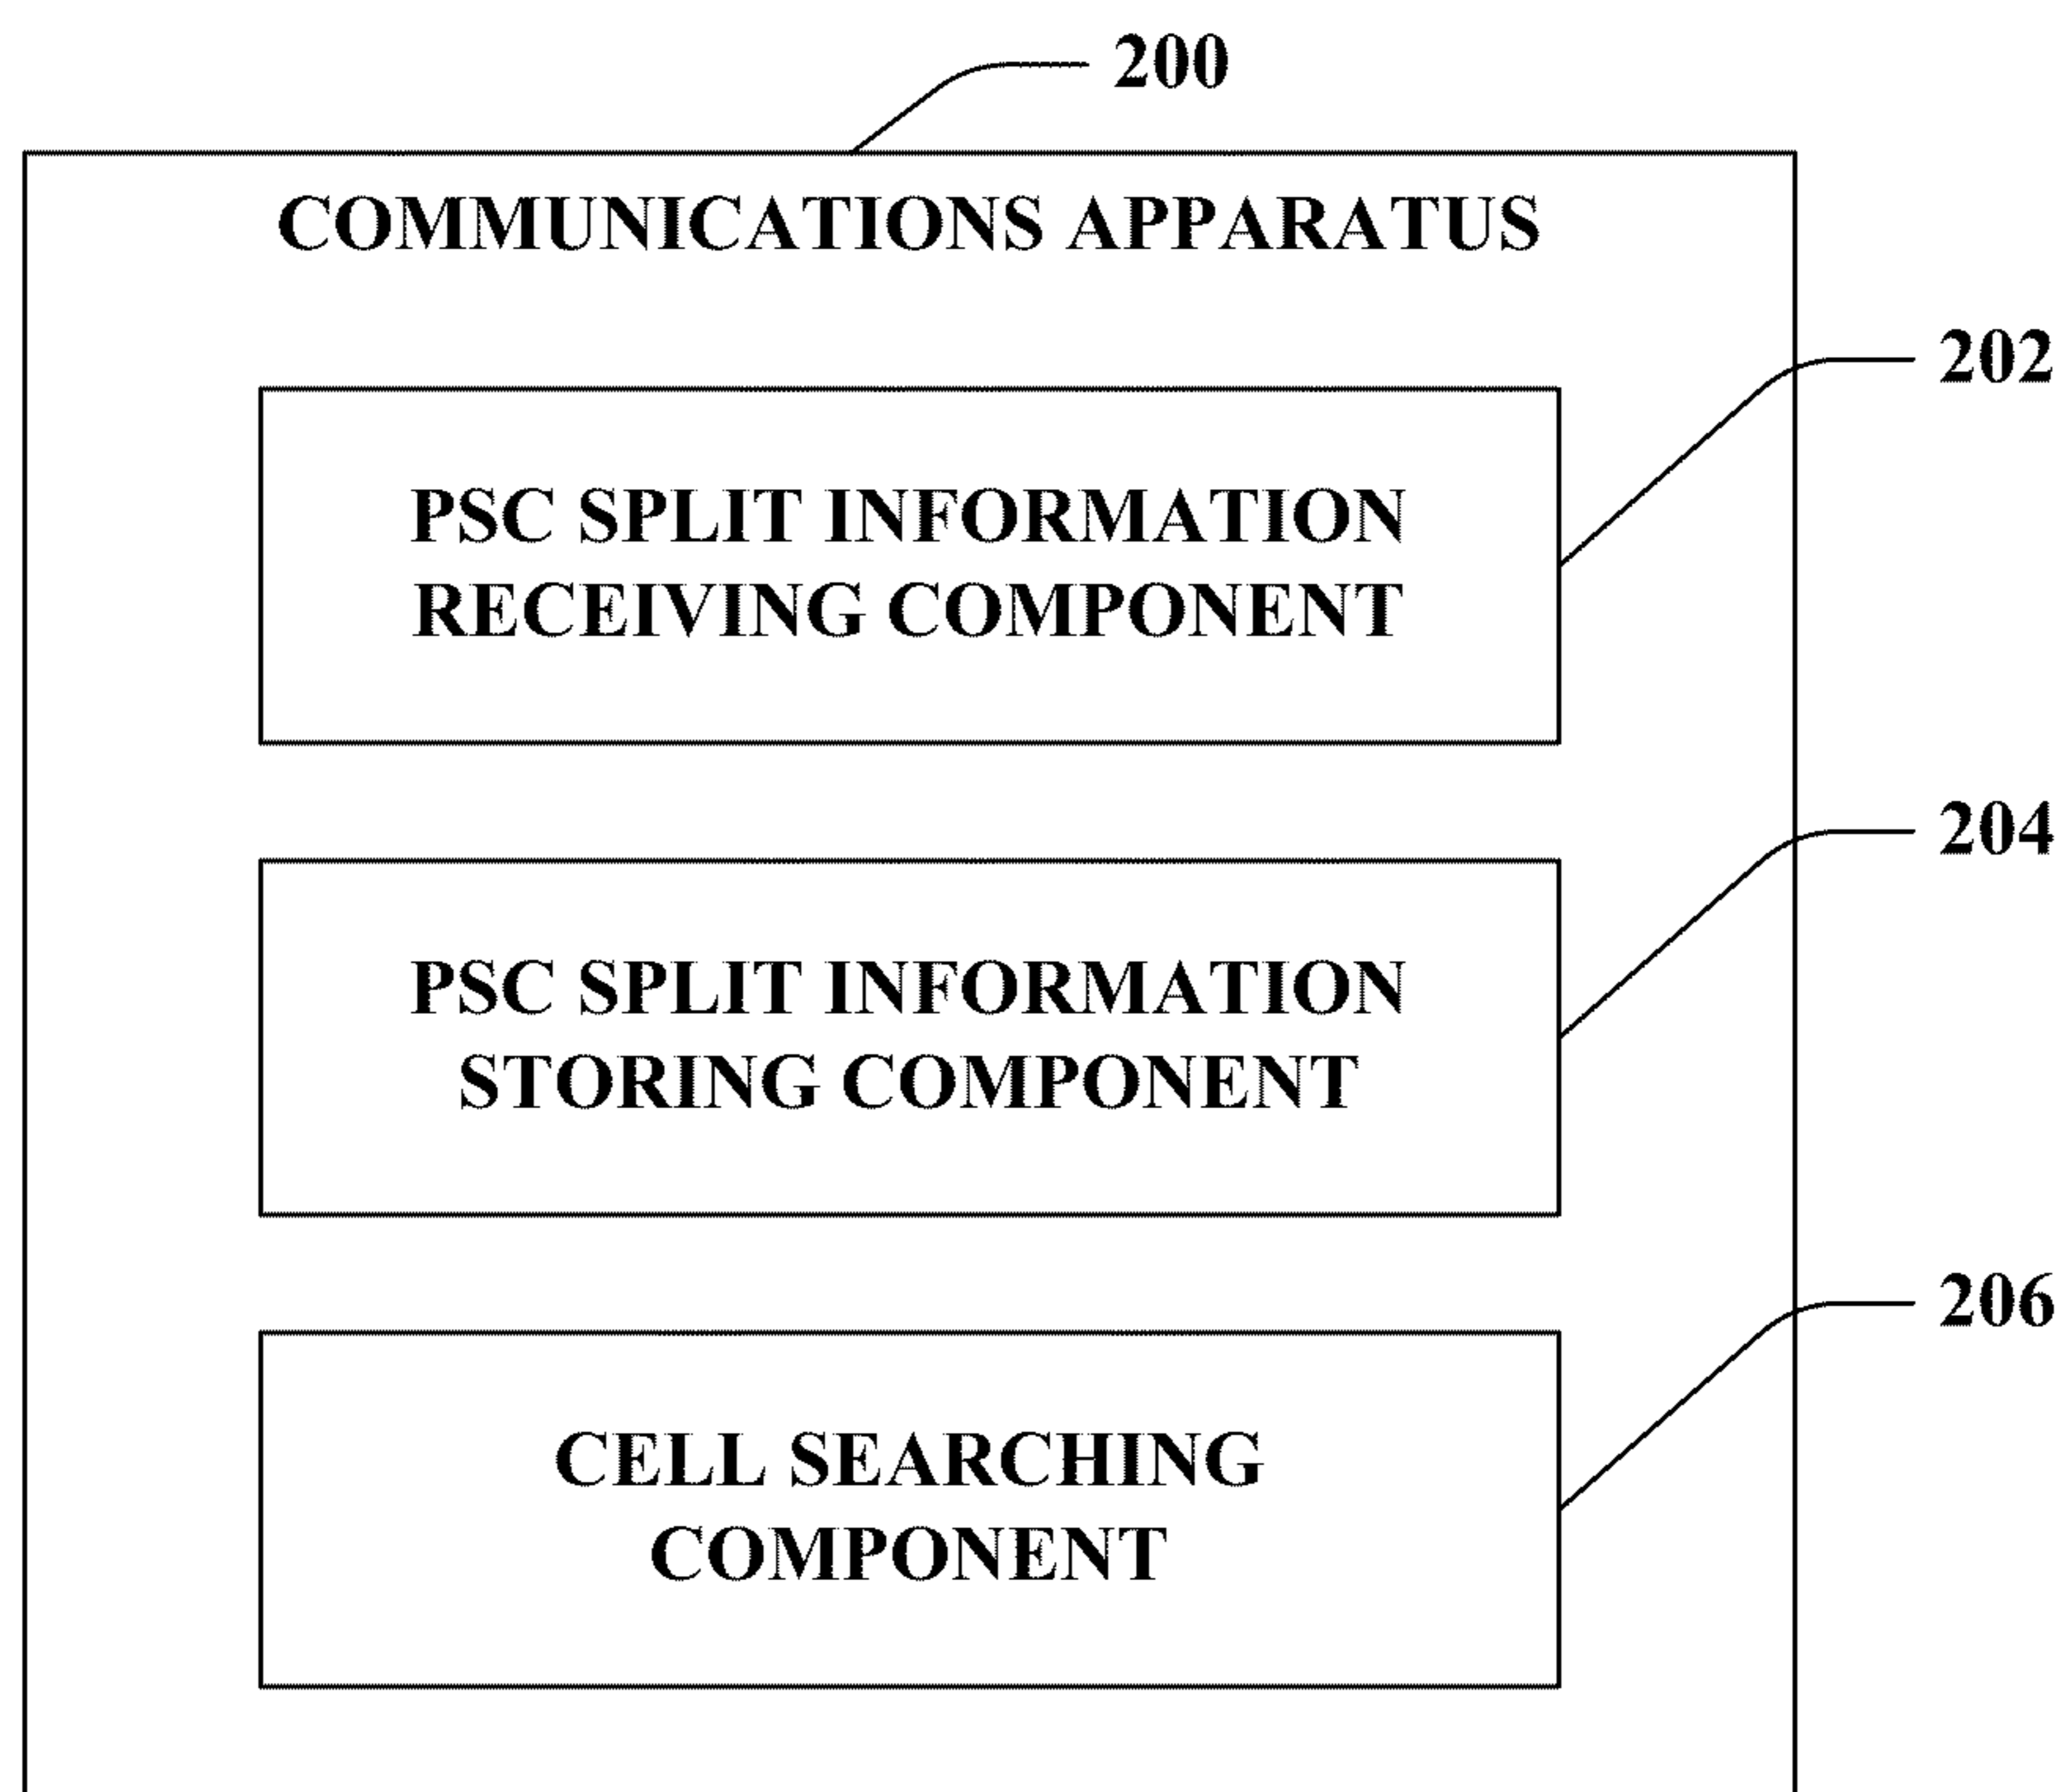 200
COMMUNICATIONS APPARATUS
202
PSC SPLIT INFORMATION
RECEIVING COMPONENT
204
PSC SPLIT INFORMATION
STORING COMPONENT
206
CELL SEARCHING
COMPONENT